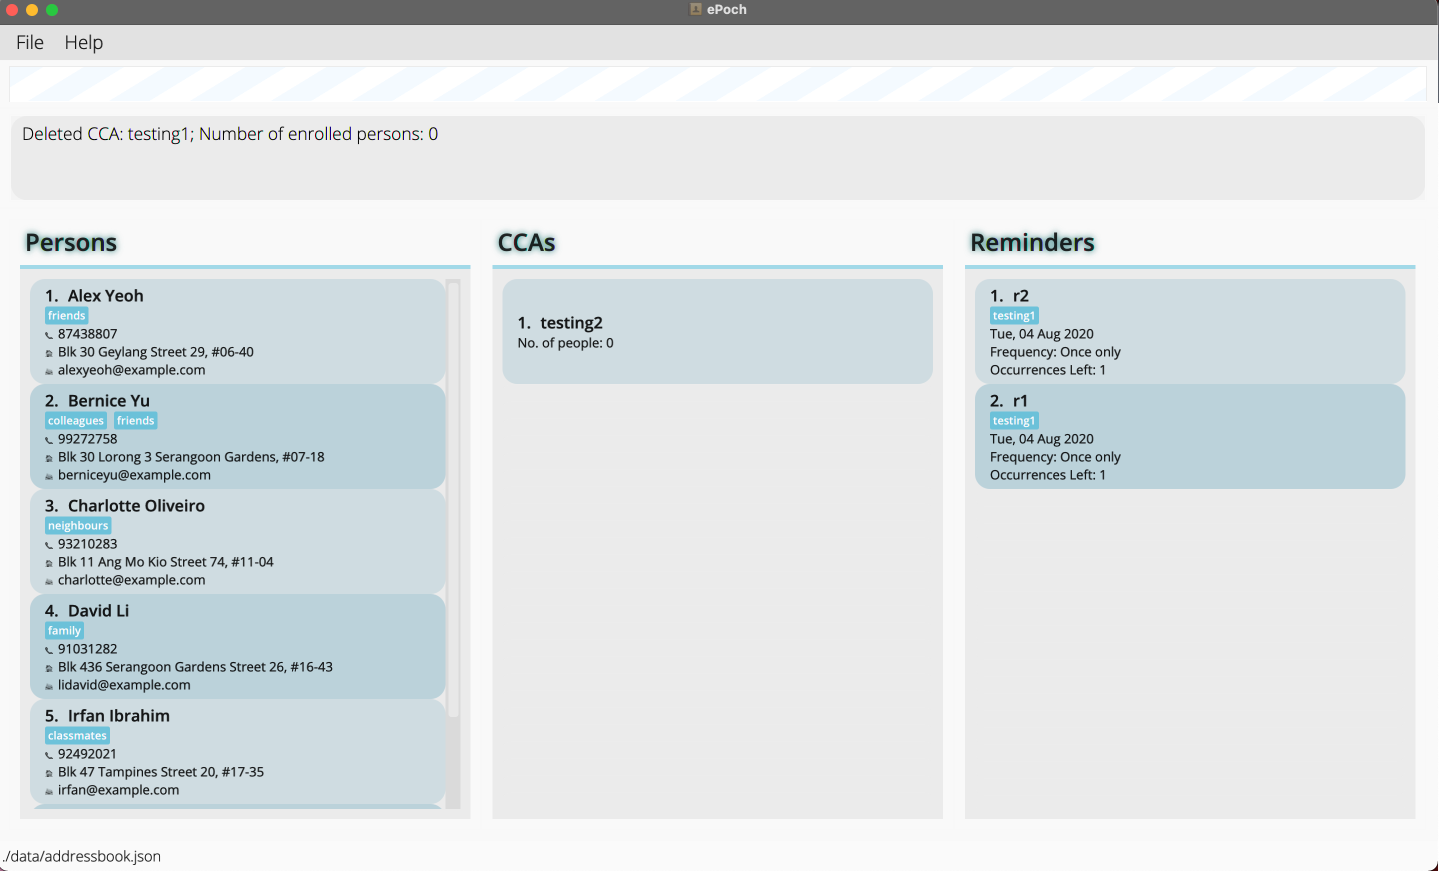 ePoch
File Help
Deleted CCA: testing1; Number of enrolled persons: 0
Persons
1. Alex Yeoh
friends
87438807
Blk 30 Geylang Street 29, #06-40
alexyeoh@example.com
2. Bernice Yu
colleagues friends
99272758
Blk 30 Lorong 3 Serangoon Gardens, #07-18
berniceyu@example.com
3. Charlotte Oliveiro
neighbours
93210283
Blk 11 Ang Mo Kio Street 74, #11-04
charlotte@example.com
4. David Li
family
91031282
Blk 436 Serangoon Gardens Street 26, #16-43
lidavid@example.com
5. Irfan Ibrahim
classmates
92492021
Blk 47 Tampines Street 20, #17-35
irfan@example.com
CCAs
1. testing2
No. of people: 0
Reminders
1. r2
testing1
Tue, 04 Aug 2020
Frequency: Once only
Occurrences Left: 1
2. r1
testing1
Tue, 04 Aug 2020
Frequency: Once only
Occurrences Left: 1
./data/addressbook.json